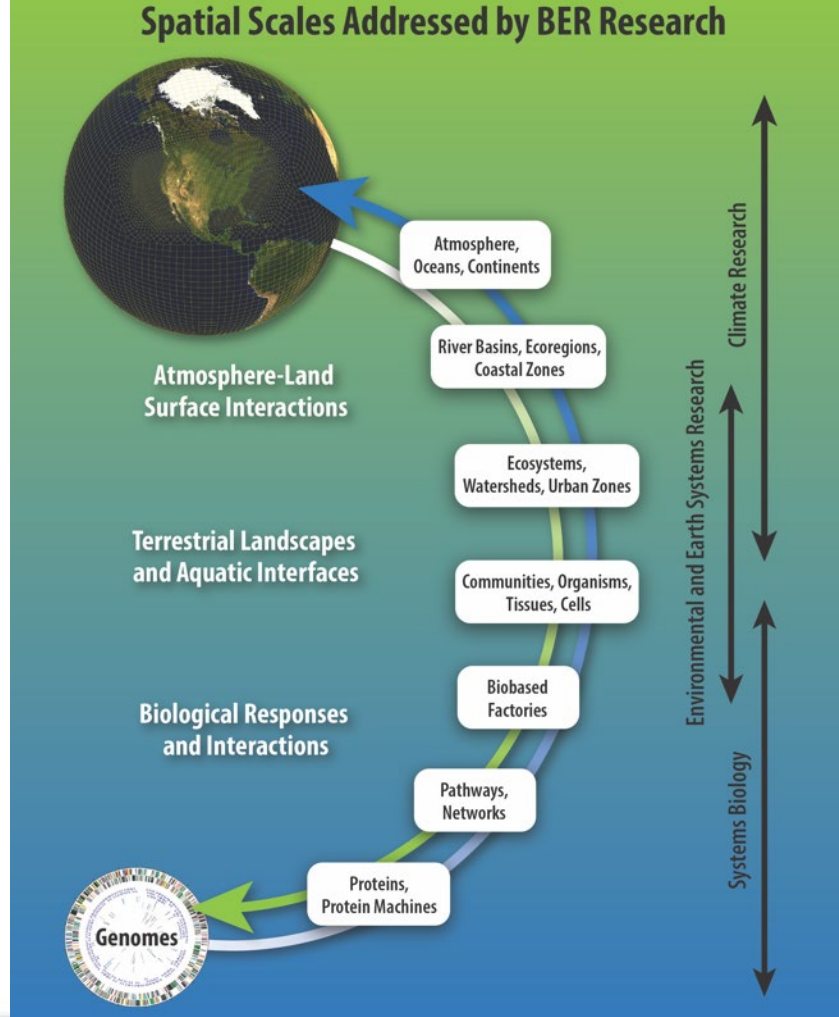 Spatial Scales Addressed by BER Research
Atmosphere,
Oceans, Continents
River Basins, Ecoregions,
Coastal Zones
Atmosphere-Land
Surface Interactions
Ecosystems,
Watersheds, Urban Zones
Terrestrial Landscapes
and Aquatic Interfaces
Communities, Organisms,
Tissues, Cells
Biobased
Factories
Biological Responses
and Interactions
Pathways,
Networks
Proteins,
Protein Machines
Genomes
Climate Research
Environmental and Earth Systems Research
Systems Biology